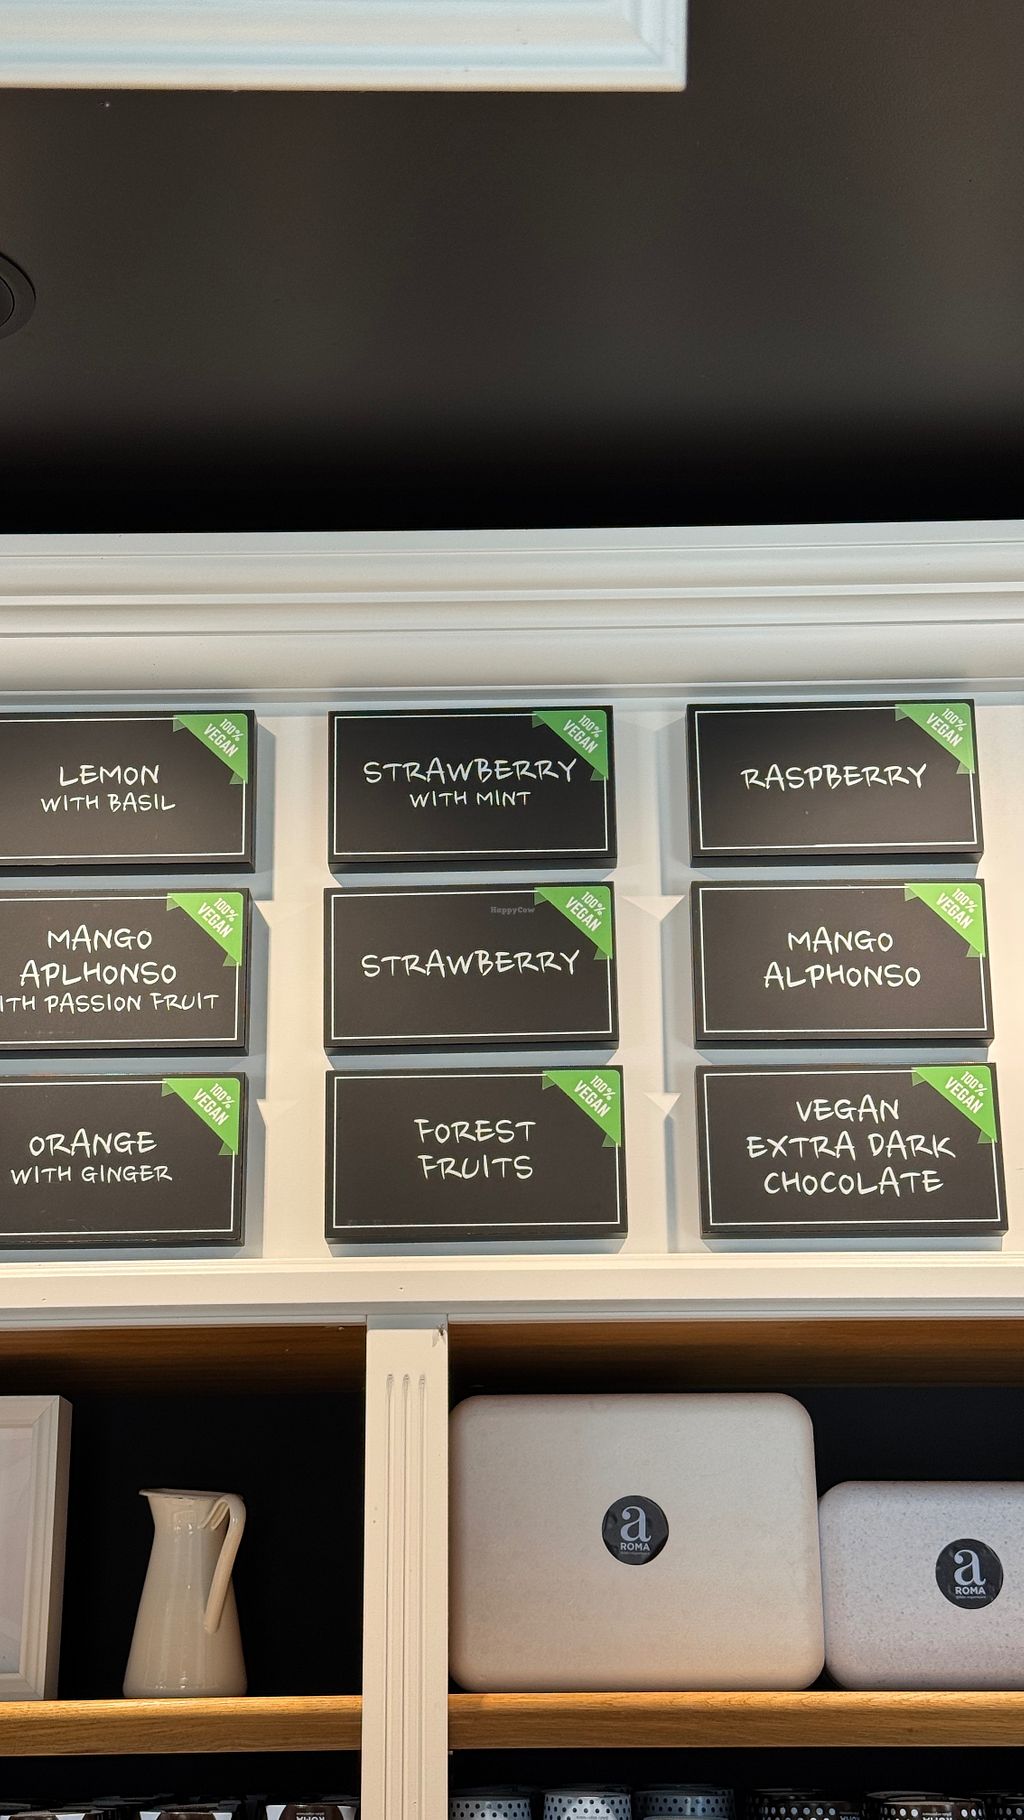 100%
VEGAN
LEMON
WITH BASIL
100%
VEGAN
STRAWBERRY
WITH MINT
100%
VEGAN
RASPBERRY
100%
VEGAN
MANGO
APLHONSO
ITH PASSION FRUIT
100%
VEGAN
HappyCow
STRAWBERRY
100%
VEGAN
MANGO
ALPHONSO
100%
VEGAN
ORANGE
WITH GINGER
100%
VEGAN
FOREST
FRUITS
100%
VEGAN
VEGAN
EXTRA DARK
CHOCOLATE
a
ROMA
a
ROMA